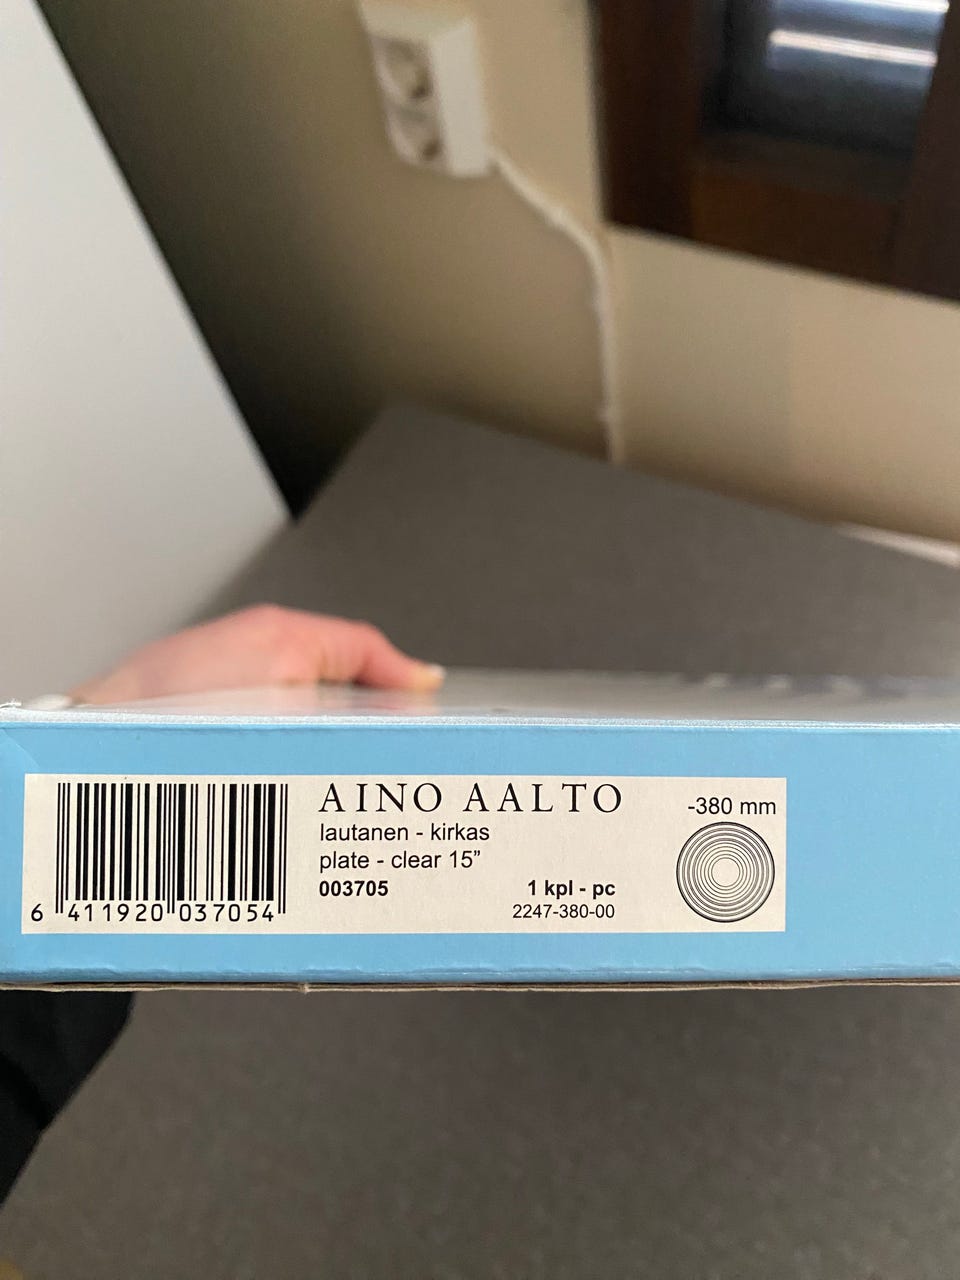 AINO AALTO
lautanen - kirkas
plate - clear 15”
003705
1 kpl - pc
2247-380-00
-380 mm
6 411920 037054